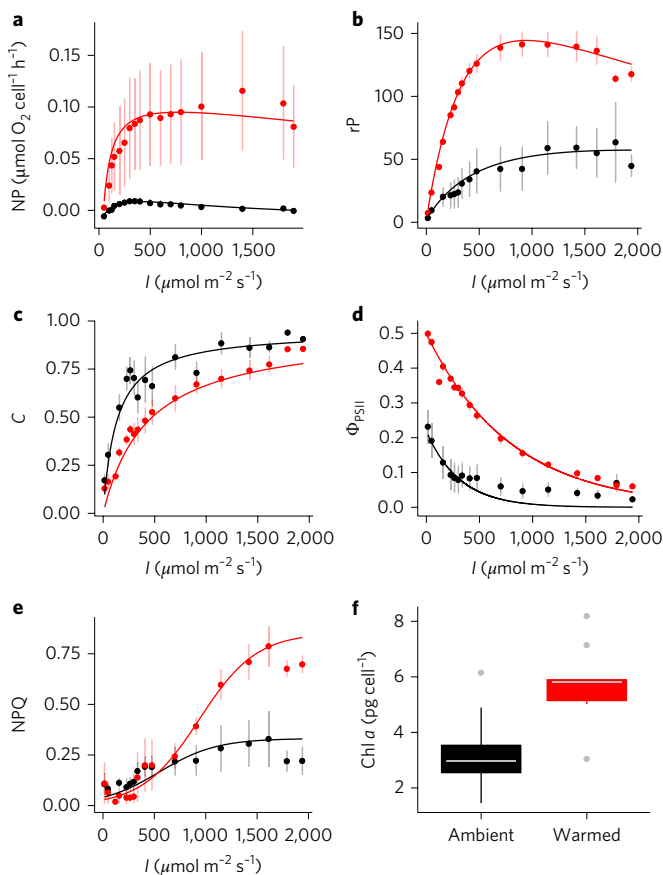 a
NP (μmol O₂ cell⁻¹ h⁻¹)
0.15
0.10
0.05
0.00
0
500
1,000
1,500
I (μmol m⁻² s⁻¹)
b
rP
150
100
50
0
0
500
1,000
1,500
2,000
I (μmol m⁻² s⁻¹)
c
C
1.00
0.75
0.50
0.25
0.00
0
500
1,000
1,500
2,000
I (μmol m⁻² s⁻¹)
d
Φ_PSII
0.5
0.4
0.3
0.2
0.1
0.0
0
500
1,000
1,500
2,000
I (μmol m⁻² s⁻¹)
e
NPQ
0.75
0.50
0.25
0.00
0
500
1,000
1,500
2,000
I (μmol m⁻² s⁻¹)
f
Chl a (pg cell⁻¹)
8
6
4
2
Ambient
Warmed